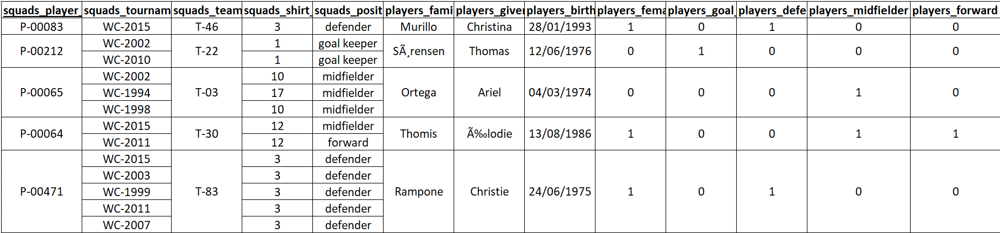 squads_player_ squads_tournam squads_team squads_shirt_ squads_posit players_fami players_given players_birth players_fema players_goal_ players_defe players_midfielder players_forward
P-00083 WC-2015 T-46 3 defender Murillo Christina 28/01/1993 1 0 1 0 0
P-00212 WC-2002 T-22 1 goal keeper SÃ¸rensen Thomas 12/06/1976 0 1 0 0 0
WC-2010 1 goal keeper
P-00065 WC-2002 T-03 10 midfielder Ortega Ariel 04/03/1974 0 0 0 1 0
WC-1994 17 midfielder
WC-1998 10 midfielder
P-00064 WC-2015 T-30 12 midfielder Thomis Ã‰lodie 13/08/1986 1 0 0 1 1
WC-2011 12 forward
P-00471 WC-2015 T-83 3 defender Rampone Christie 24/06/1975 1 0 1 0 0
WC-2003 3 defender
WC-1999 3 defender
WC-2011 3 defender
WC-2007 3 defender